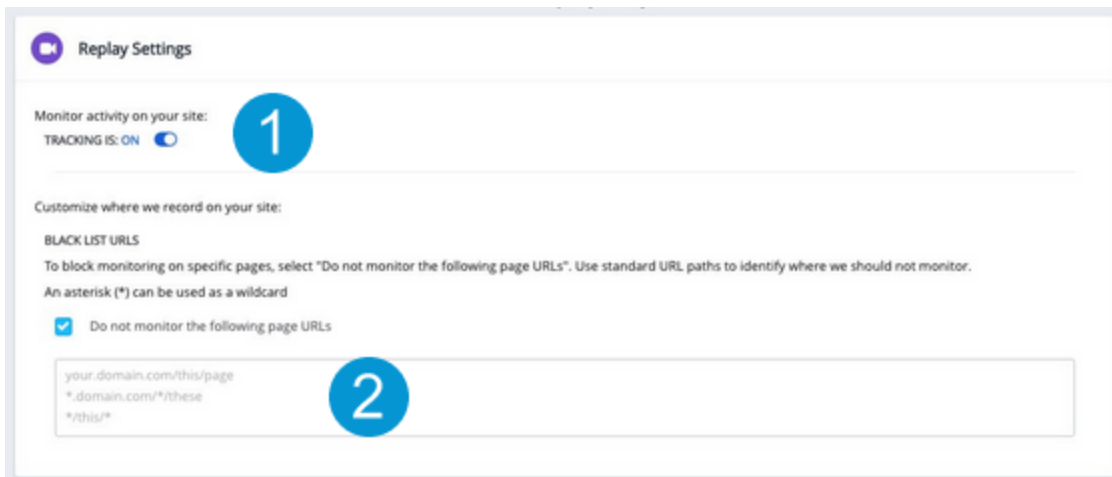 Replay Settings
Monitor activity on your site:
TRACKING IS: ON
1
Customize where we record on your site:
BLACK LIST URLS
To block monitoring on specific pages, select "Do not monitor the following page URLs". Use standard URL paths to identify where we should not monitor.
An asterisk (*) can be used as a wildcard
Do not monitor the following page URLs
your.domain.com/this/page
*.domain.com/*/these
*/this/*
2